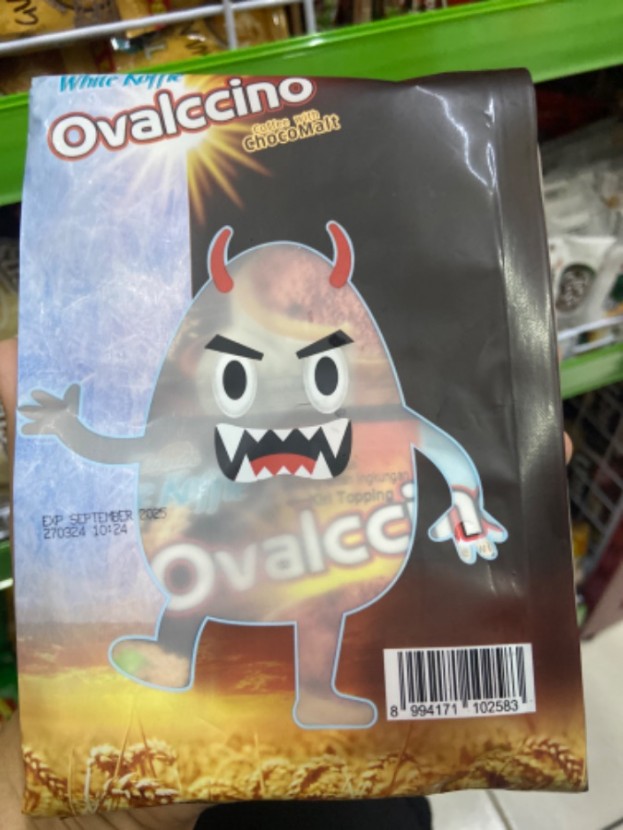 White Koffie
Ovalccino
Coffee with
ChocoMalt
Topping
EXP SEPTEMBER 2025
270324 10:24
Ovalcci
8 994171 102583